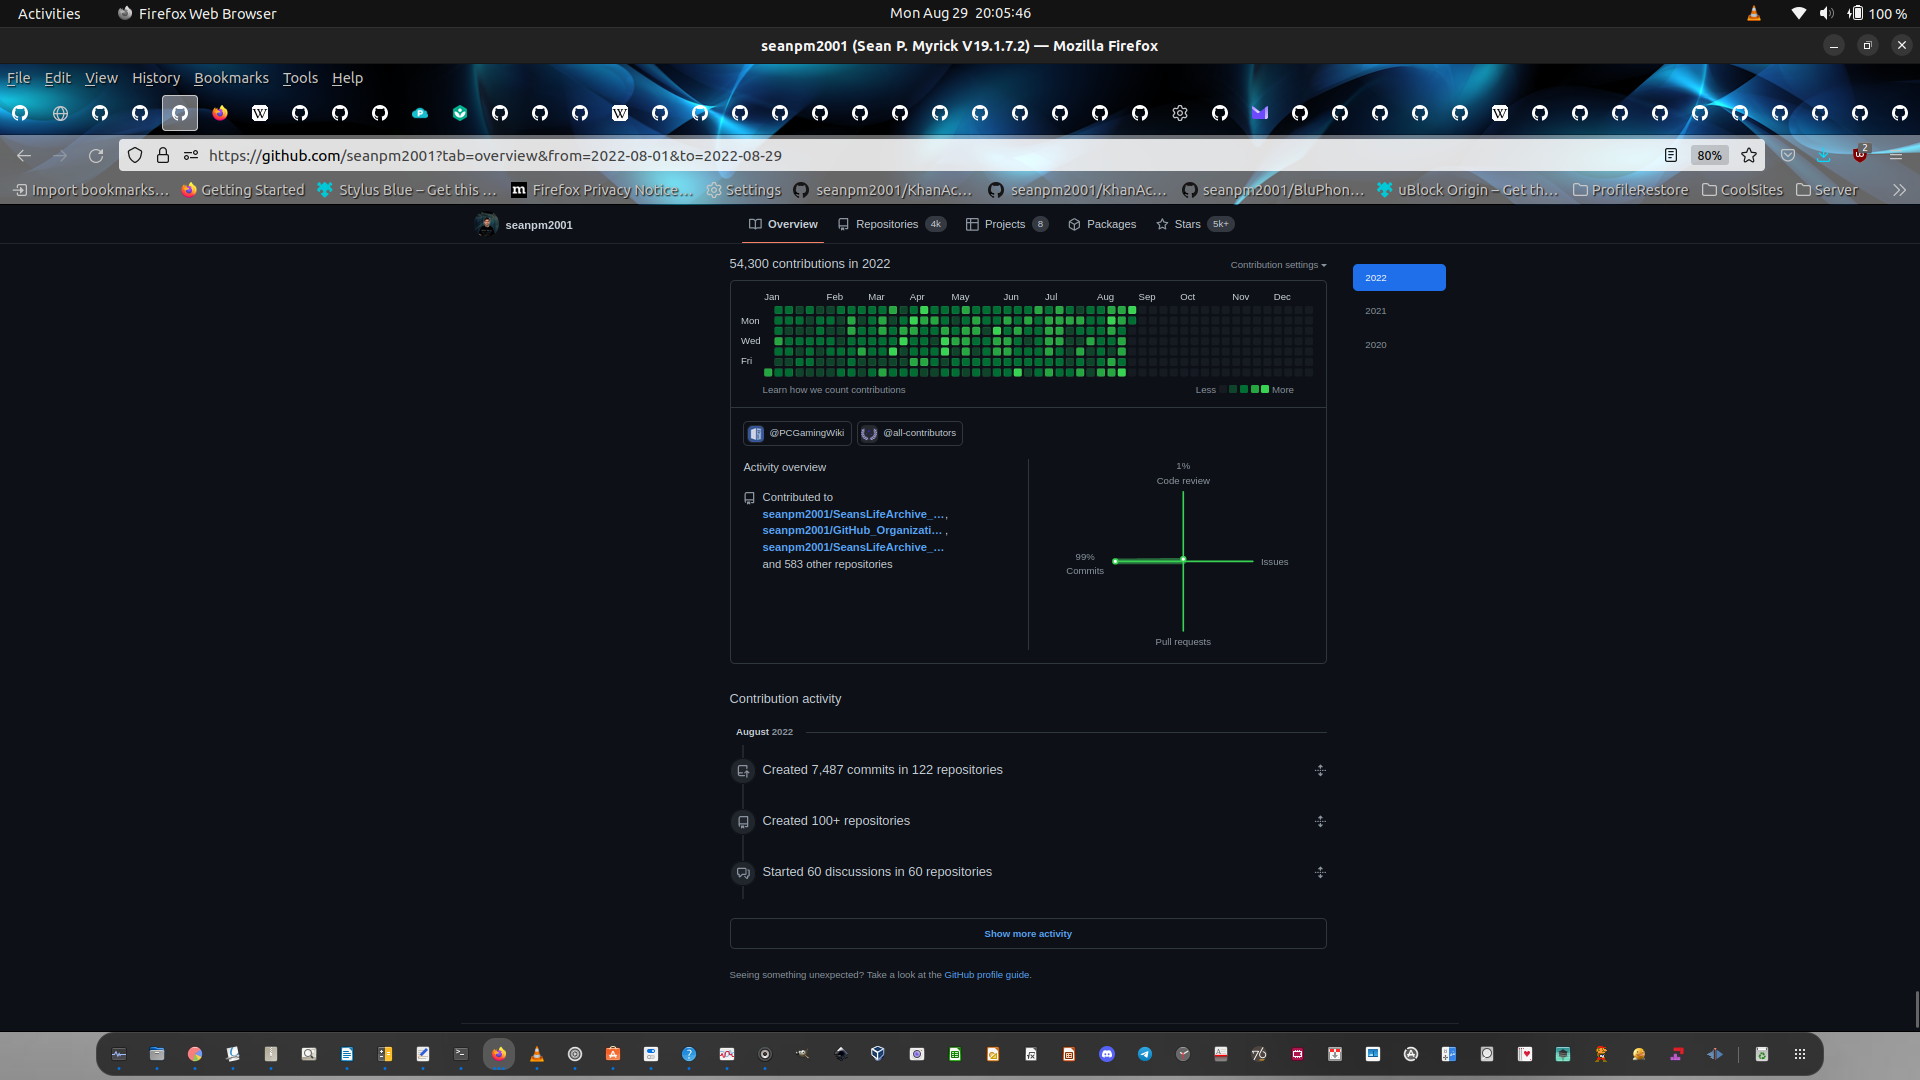 Activities Firefox Web Browser Mon Aug 29 20:05:46 100 %
seanpm2001 (Sean P. Myrick V19.1.7.2) — Mozilla Firefox
File Edit View History Bookmarks Tools Help
https://github.com/seanpm2001?tab=overview&from=2022-08-01&to=2022-08-29 80% 2
Import bookmarks… Getting Started Stylus Blue – Get this … Firefox Privacy Notice… Settings seanpm2001/KhanAc… seanpm2001/KhanAc… seanpm2001/BluPhon… uBlock Origin – Get th… ProfileRestore CoolSites Server
seanpm2001 Overview Repositories 4k Projects 8 Packages Stars 5k+
54,300 contributions in 2022 Contribution settings
2022
2021
2020
Jan Feb Mar Apr May Jun Jul Aug Sep Oct Nov Dec
Mon
Wed
Fri
Learn how we count contributions Less More
@PCGamingWiki @all-contributors
Activity overview
Contributed to
seanpm2001/SeansLifeArchive_…,
seanpm2001/GitHub_Organizati… ,
seanpm2001/SeansLifeArchive_…
and 583 other repositories
1%
Code review
99%
Commits
Issues
Pull requests
Contribution activity
August 2022
Created 7,487 commits in 122 repositories
Created 100+ repositories
Started 60 discussions in 60 repositories
Show more activity
Seeing something unexpected? Take a look at the GitHub profile guide.